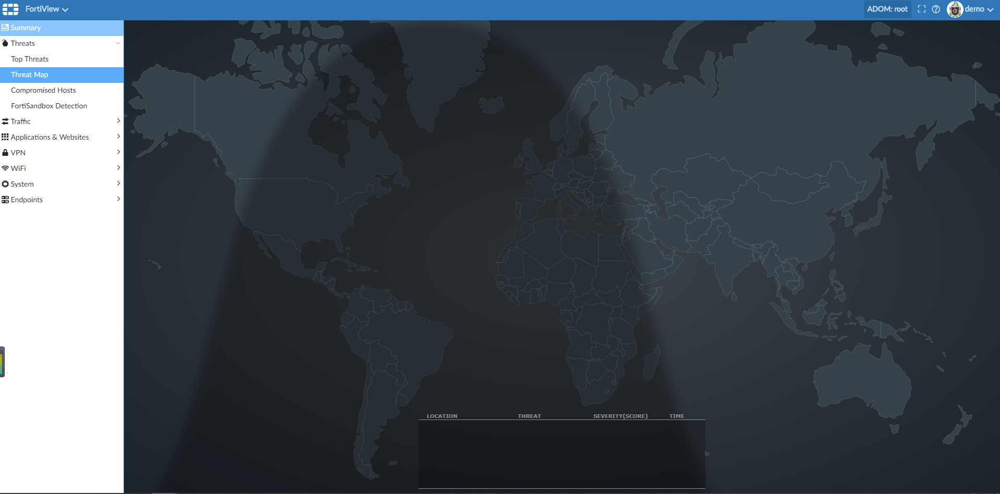 FortiView
ADOM: root
demo
Summary
Threats
Top Threats
Threat Map
Compromised Hosts
FortiSandbox Detection
Traffic
Applications & Websites
VPN
WiFi
System
Endpoints
LOCATION THREAT SEVERITY(SCORE) TIME